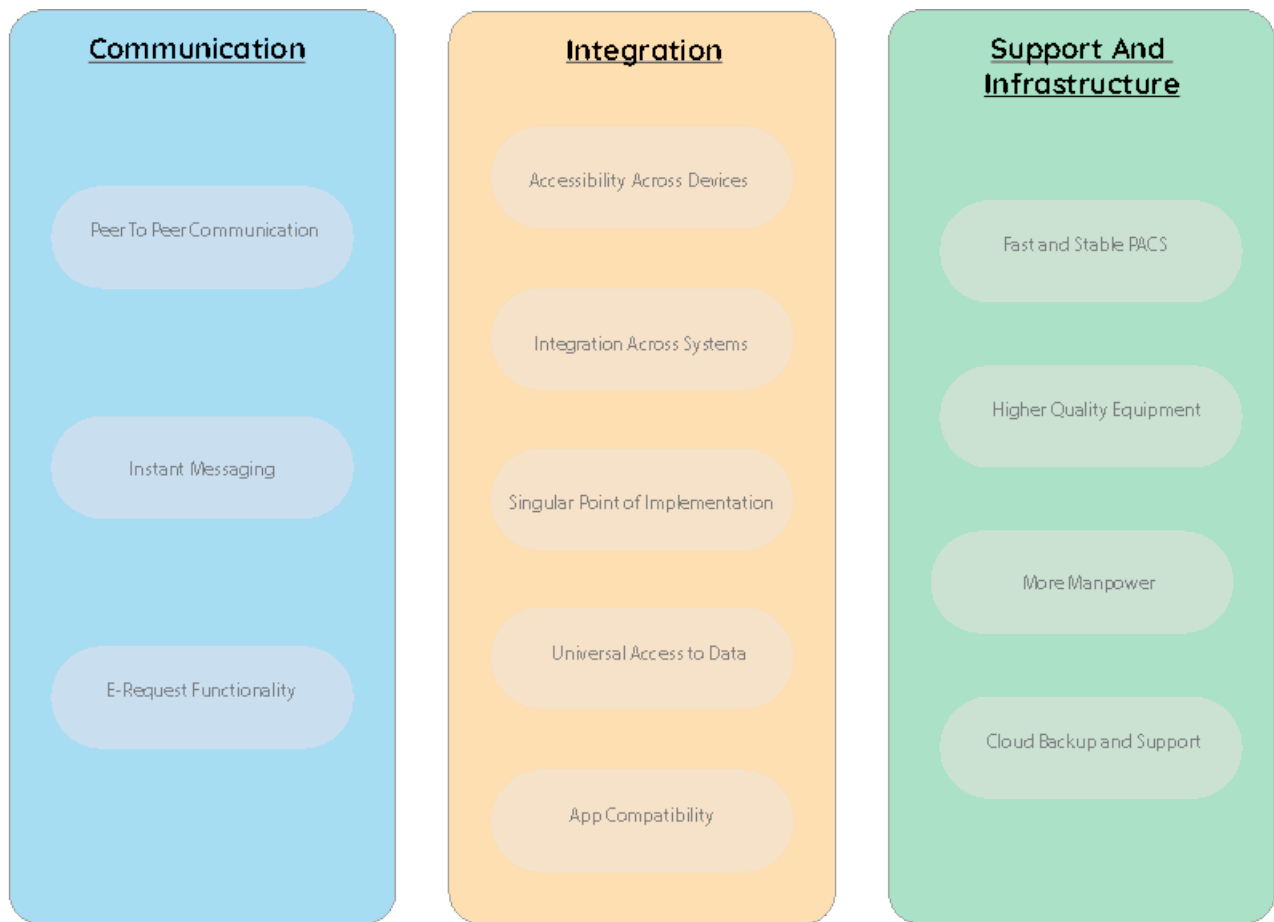 Communication
Peer To Peer Communication
Instant Messaging
E-Request Functionality
Integration
Accessibility Across Devices
Integration Across Systems
Singular Point of Implementation
Universal Access to Data
App Compatibility
Support And
Infrastructure
Fast and Stable PACS
Higher Quality Equipment
More Manpower
Cloud Backup and Support